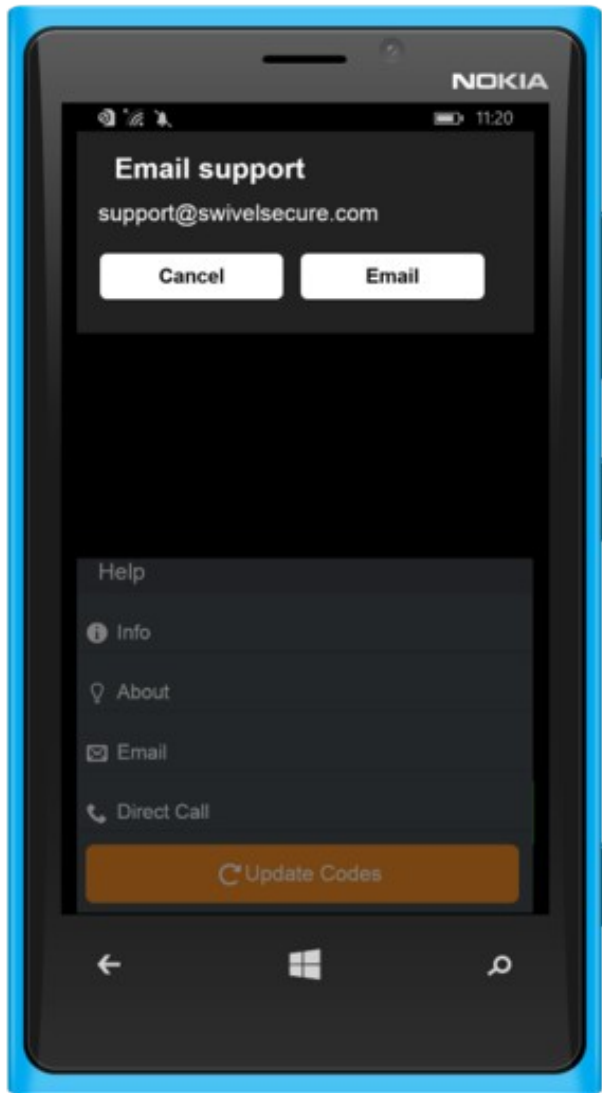 NOKIA
11:20
Email support
support@swivelsecure.com
Cancel Email
Help
Info
About
Email
Direct Call
Update Codes